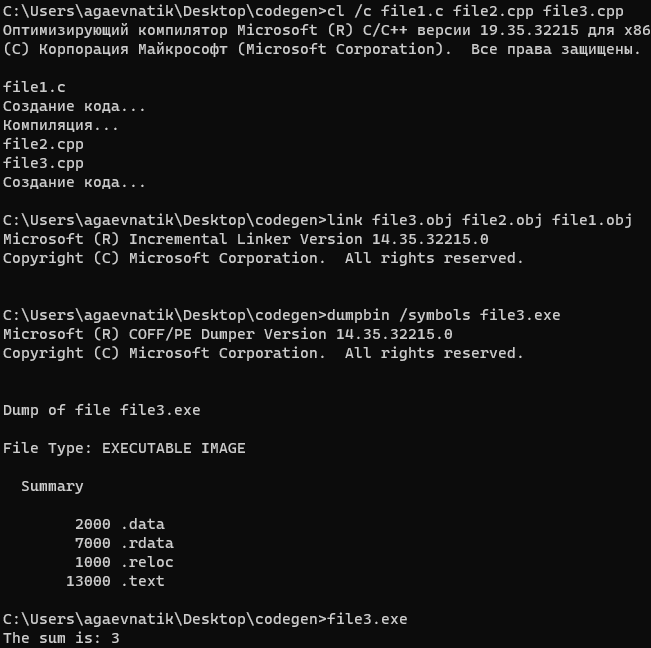 C:\Users\agaevnatik\Desktop\codegen>cl /c file1.c file2.cpp file3.cpp
Оптимизирующий компилятор Microsoft (R) C/C++ версии 19.35.32215 для x86
(C) Корпорация Майкрософт (Microsoft Corporation).  Все права защищены.
file1.c
Создание кода...
Компиляция...
file2.cpp
file3.cpp
Создание кода...
C:\Users\agaevnatik\Desktop\codegen>link file3.obj file2.obj file1.obj
Microsoft (R) Incremental Linker Version 14.35.32215.0
Copyright (C) Microsoft Corporation.  All rights reserved.
C:\Users\agaevnatik\Desktop\codegen>dumpbin /symbols file3.exe
Microsoft (R) COFF/PE Dumper Version 14.35.32215.0
Copyright (C) Microsoft Corporation.  All rights reserved.
Dump of file file3.exe
File Type: EXECUTABLE IMAGE
  Summary
        2000 .data
        7000 .rdata
        1000 .reloc
       13000 .text
C:\Users\agaevnatik\Desktop\codegen>file3.exe
The sum is: 3